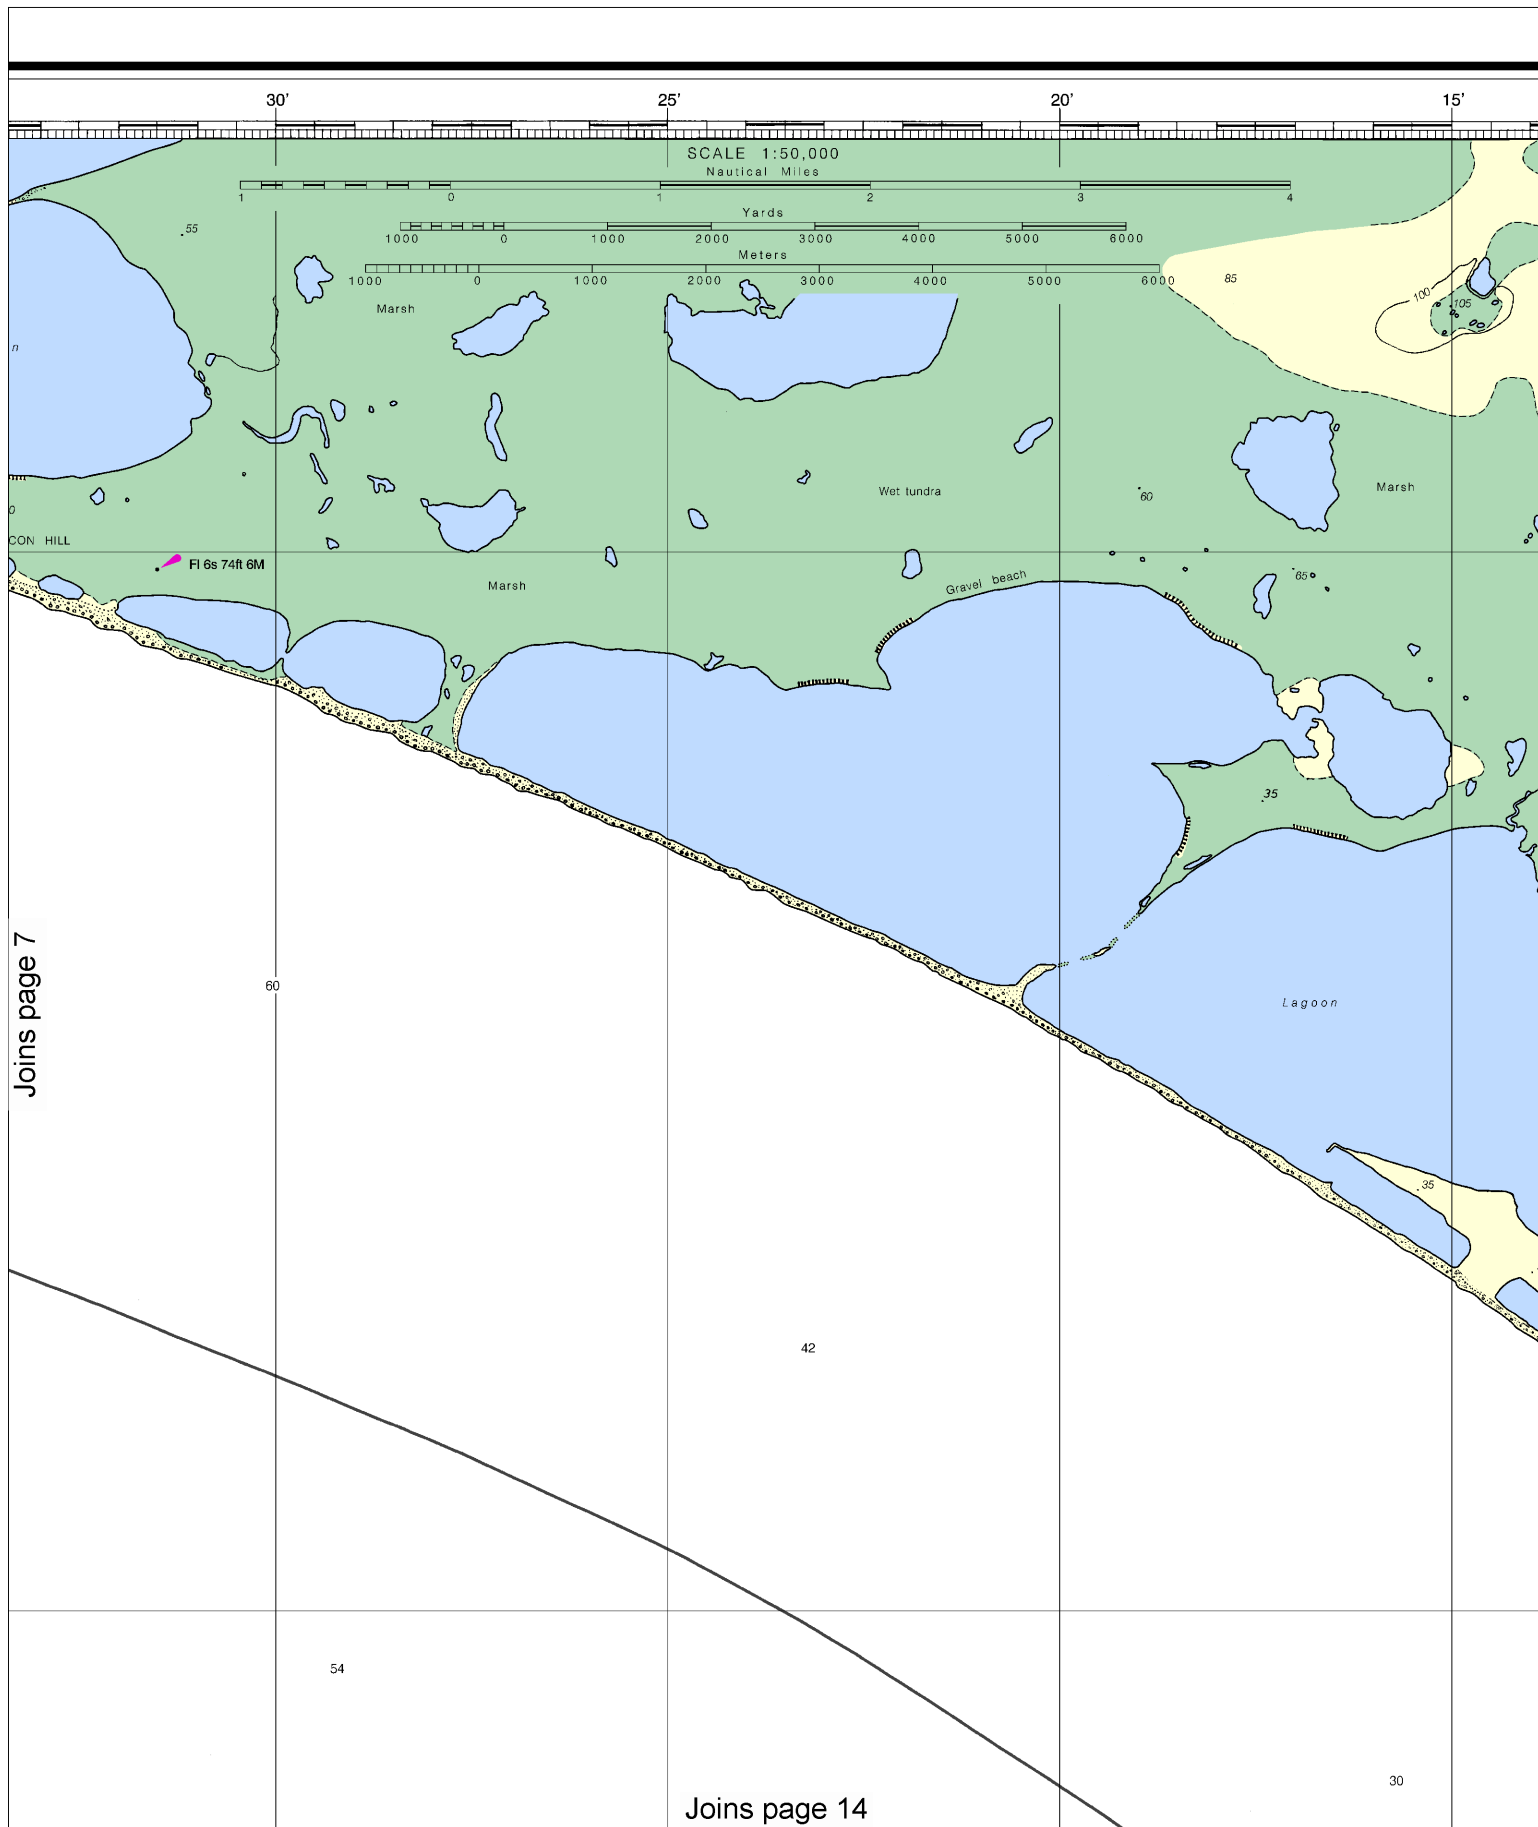 30' 25' 20' 15'
SCALE 1:50,000
Nautical Miles
1 0 1 2 3 4
55
Yards
1000 0 1000 2000 3000 4000 5000 6000
Meters
1000 0 1000 2000 3000 4000 5000 6000
85
100
105
Marsh
n
Wet tundra
60
Marsh
0
CON HILL
Fl 6s 74ft 6M
Marsh
Gravel beach
65
35
Joins page 7
60
Lagoon
35
42
54
30
Joins page 14